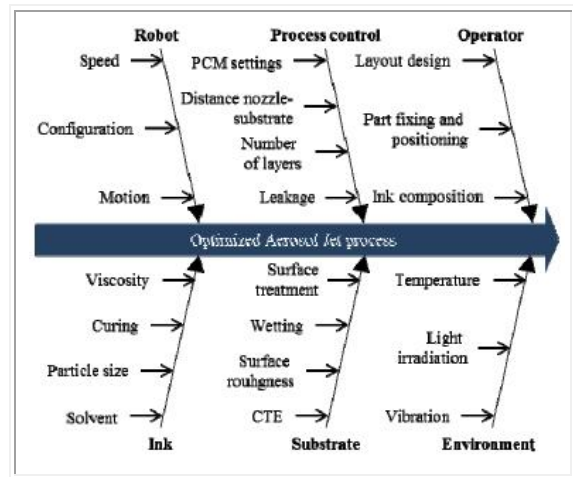 Robot
Process control
Operator
Speed
PCM settings
Layout design
Distance nozzle-
substrate
Configuration
Part fixing and
positioning
Number
of layers
Motion
Leakage
Ink composition
Optimized Aerosol Jet process
Viscosity
Surface
treatment
Temperature
Curing
Wetting
Light
irradiation
Particle size
Surface
rouhgness
Solvent
CTE
Vibration
Ink
Substrate
Environment